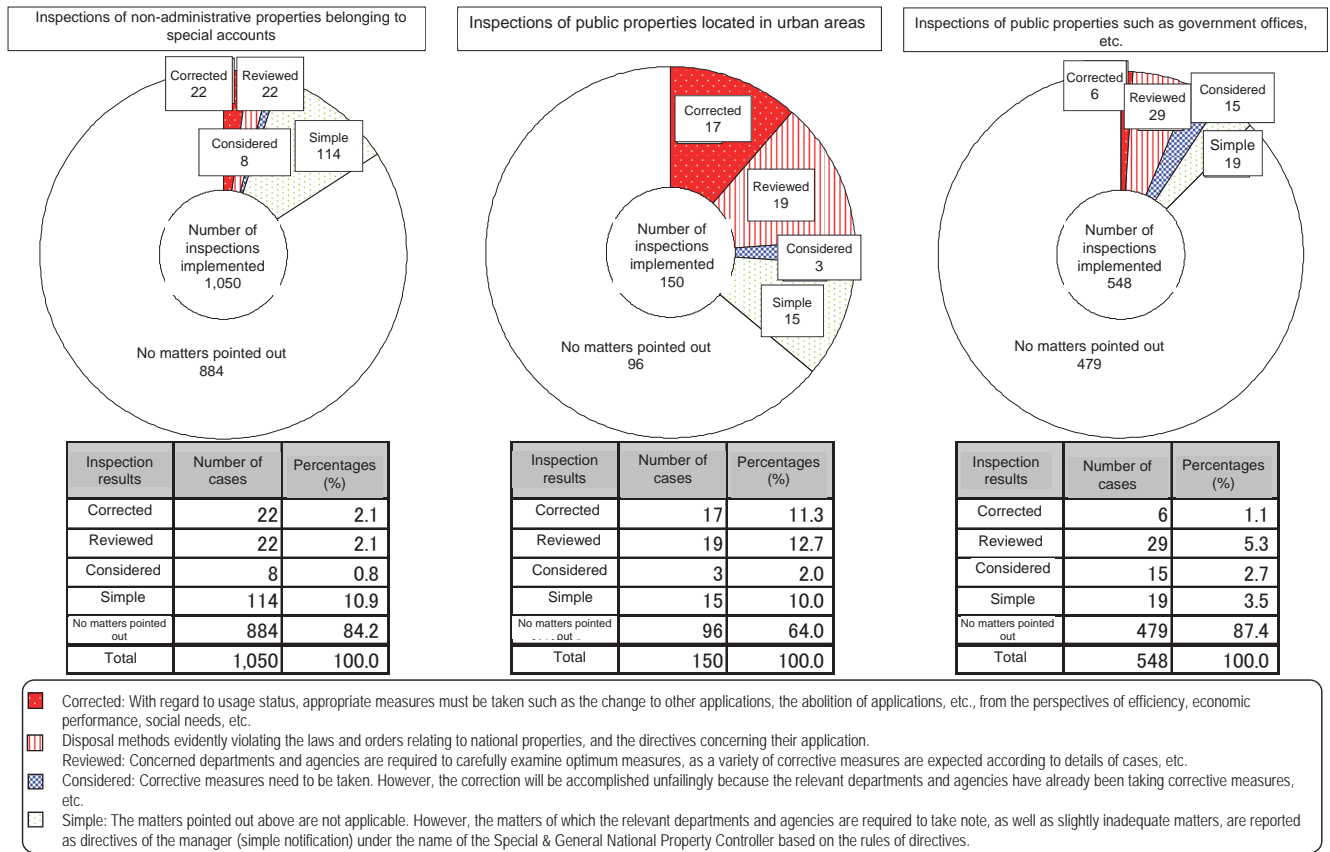 Inspections of non-administrative properties belonging to
special accounts
Corrected
22
Reviewed
22
Considered
8
Simple
114
Number of
inspections
implemented
1,050
No matters pointed out
884
Inspection
results
Number of
cases
Percentages
(%)
Corrected 22 2.1
Reviewed 22 2.1
Considered 8 0.8
Simple 114 10.9
No matters pointed
out
884 84.2
Total 1,050 100.0
Inspections of public properties located in urban areas
Corrected
17
Reviewed
19
Considered
3
Simple
15
Number of
inspections
implemented
150
No matters pointed out
96
Inspection
results
Number of
cases
Percentages
(%)
Corrected 17 11.3
Reviewed 19 12.7
Considered 3 2.0
Simple 15 10.0
No matters pointed
out
96 64.0
Total 150 100.0
Inspections of public properties such as government offices,
etc.
Corrected
6
Reviewed
29
Considered
15
Simple
19
Number of
inspections
implemented
548
No matters pointed out
479
Inspection
results
Number of
cases
Percentages
(%)
Corrected 6 1.1
Reviewed 29 5.3
Considered 15 2.7
Simple 19 3.5
No matters pointed
out
479 87.4
Total 548 100.0
Corrected: With regard to usage status, appropriate measures must be taken such as the change to other applications, the abolition of applications, etc., from the perspectives of efficiency, economic
performance, social needs, etc.
Disposal methods evidently violating the laws and orders relating to national properties, and the directives concerning their application.
Reviewed: Concerned departments and agencies are required to carefully examine optimum measures, as a variety of corrective measures are expected according to details of cases, etc.
Considered: Corrective measures need to be taken. However, the correction will be accomplished unfailingly because the relevant departments and agencies have already been taking corrective measures,
etc.
Simple: The matters pointed out above are not applicable. However, the matters of which the relevant departments and agencies are required to take note, as well as slightly inadequate matters, are reported
as directives of the manager (simple notification) under the name of the Special & General National Property Controller based on the rules of directives.